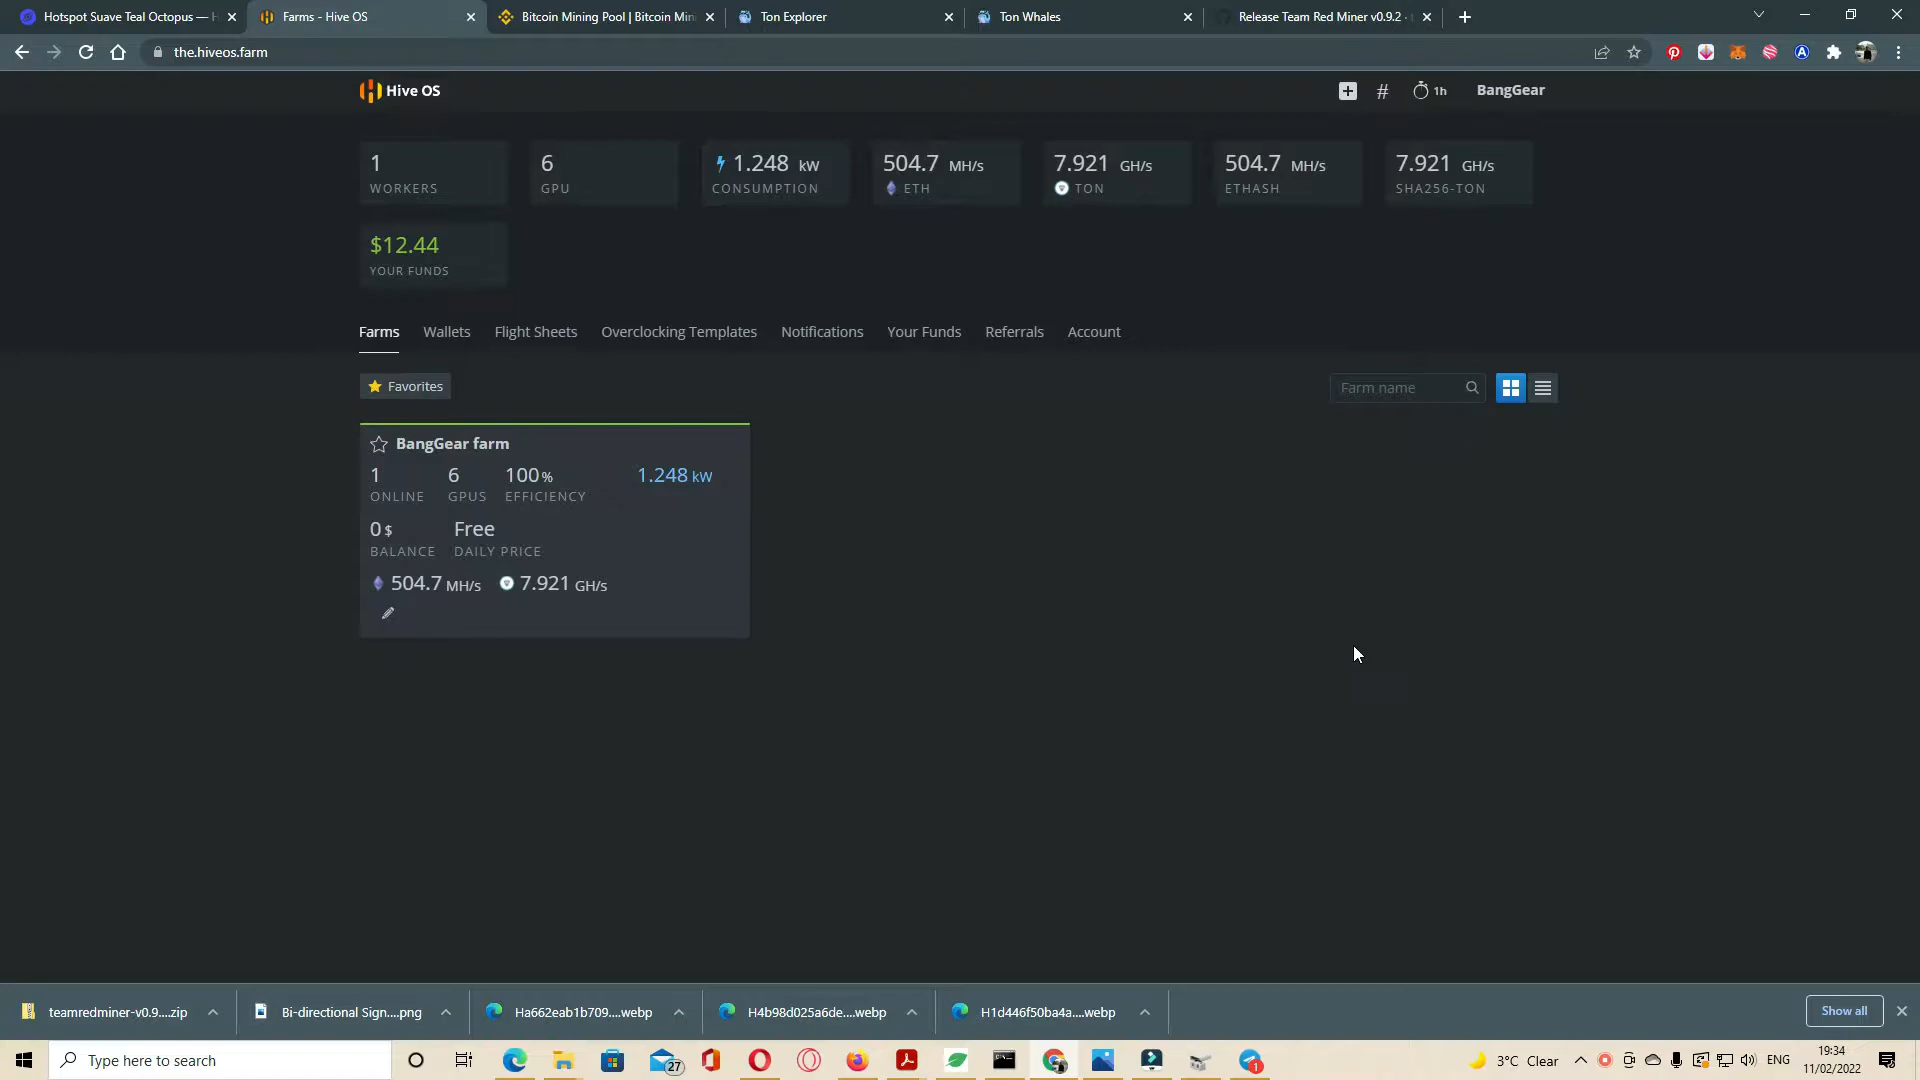 Hotspot Suave Teal Octopus —
Farms - Hive OS
Bitcoin Mining Pool | Bitcoin Min
Ton Explorer
Ton Whales
Release Team Red Miner v0.9.2 ·
the.hiveos.farm
Hive OS
# 1h BangGear
1
WORKERS
6
GPU
1.248 kW
CONSUMPTION
504.7 MH/s
ETH
7.921 GH/s
TON
504.7 MH/s
ETHASH
7.921 GH/s
SHA256-TON
$12.44
YOUR FUNDS
Farms Wallets Flight Sheets Overclocking Templates Notifications Your Funds Referrals Account
Favorites
Farm name
BangGear farm
1 6 100% 1.248 kW
ONLINE GPUS EFFICIENCY
0 $ Free
BALANCE DAILY PRICE
504.7 MH/s 7.921 GH/s
teamredminer-v0.9....zip
Bi-directional Sign....png
Ha662eab1b709....webp
H4b98d025a6de....webp
H1d446f50ba4a....webp
Show all
Type here to search
27
1
3°C Clear
ENG
19:34
11/02/2022